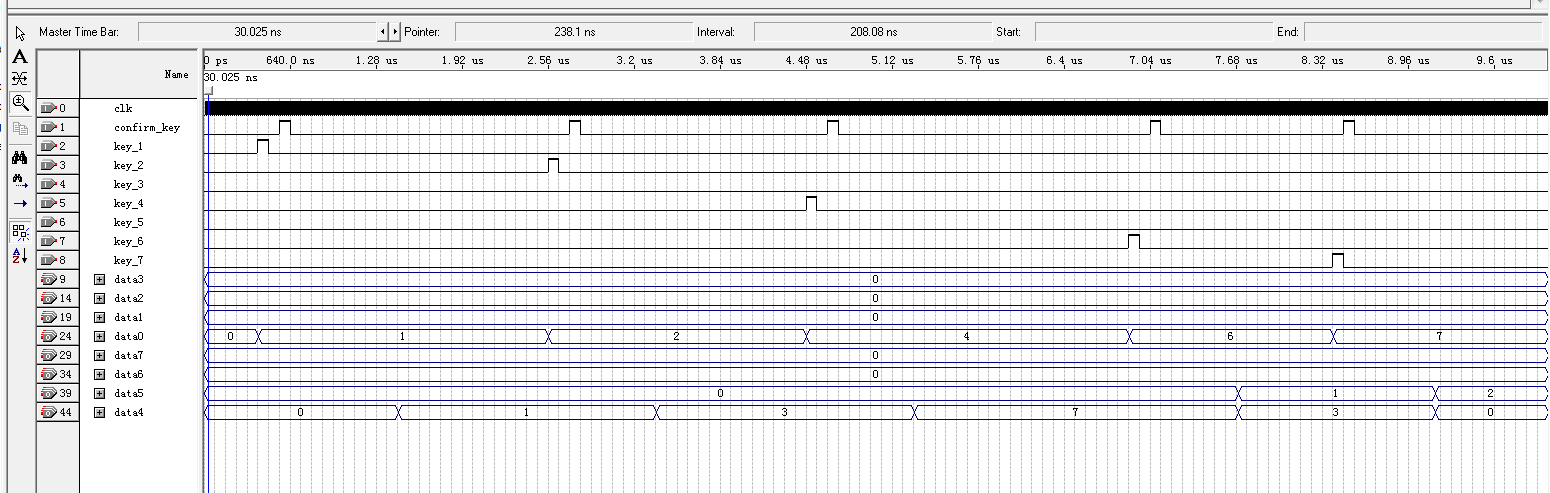 Master Time Bar: 30.025 ns Pointer: 238.1 ns Interval: 208.08 ns Start: End:
0 ps 640.0 ns 1.28 us 1.92 us 2.56 us 3.2 us 3.84 us 4.48 us 5.12 us 5.76 us 6.4 us 7.04 us 7.68 us 8.32 us 8.96 us 9.6 us
Name
30.025 ns
0 clk
1 confirm_key
2 key_1
3 key_2
4 key_3
5 key_4
6 key_5
7 key_6
8 key_7
9 data3 0
14 data2 0
19 data1 0
24 data0 0 1 2 4 6 7
29 data7 0
34 data6 0
39 data5 0 1 2
44 data4 0 1 3 7 3 0